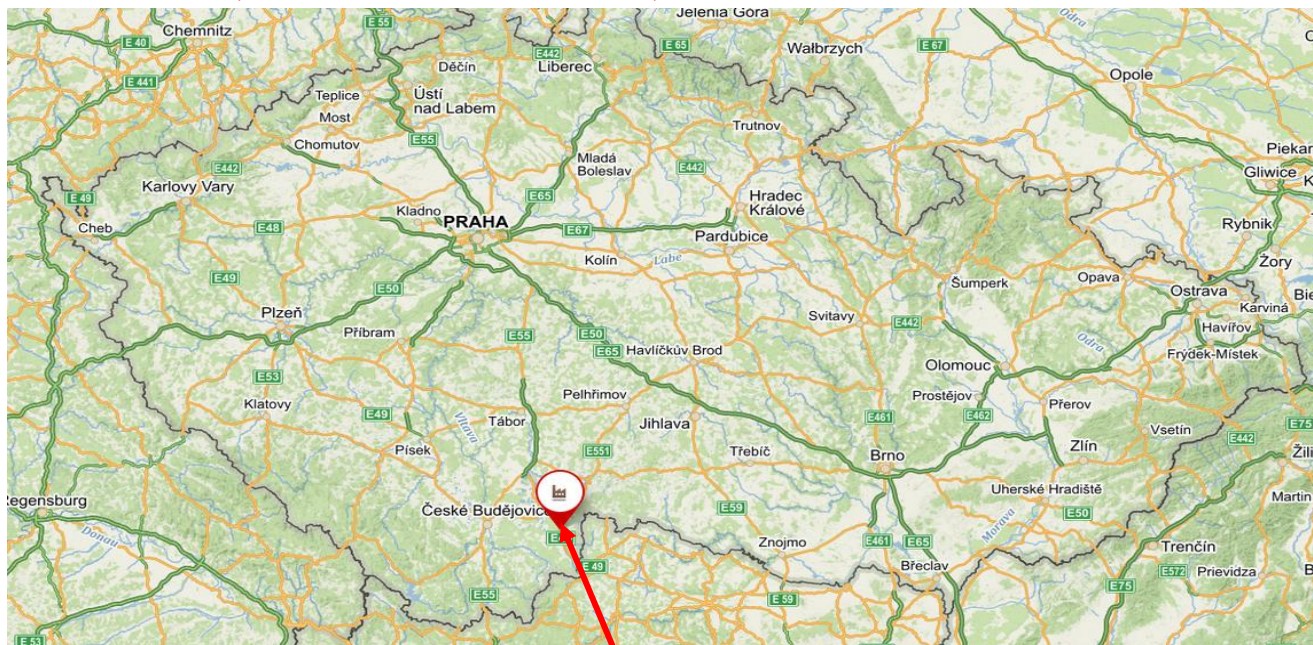 Jelenia Góra
E 55
Chemnitz
E 40
E442
E 65
Wałbrzych
E 67
Odra
Děčín
Liberec
E 441
Opole
Teplice
Ústí
nad Labem
Most
Trutnov
Chomutov
E55
Piekar
Mladá
Boleslav
E442
E442
Gliwice
Karlovy Vary
E65
Hradec
Králové
E 49
Kladno
PRAHA
Rybnik
Cheb
E48
E67
Pardubice
Kolín
Labe
Żory
E49
Šumperk
Opava
E50
Ostrava
Karviná
Plzeň
Svitavy
E442
Příbram
E55
E50
Havířov
E65
Havlíčkův Brod
Odra
Frýdek-Místek
Olomouc
E53
Pelhřimov
Prostějov
Klatovy
E49
Vltava
Tábor
Jihlava
E461
E462
Přerov
E75
Vsetín
E442
Písek
E551
Třebíč
Brno
Zlín
Regensburg
Uherské Hradiště
Martin
České Budějovice
E59
E50
Donau
Morava
Znojmo
E461
E65
Trenčín
E 49
Břeclav
E572
Prievidza
E55
E 59
E75
E 53